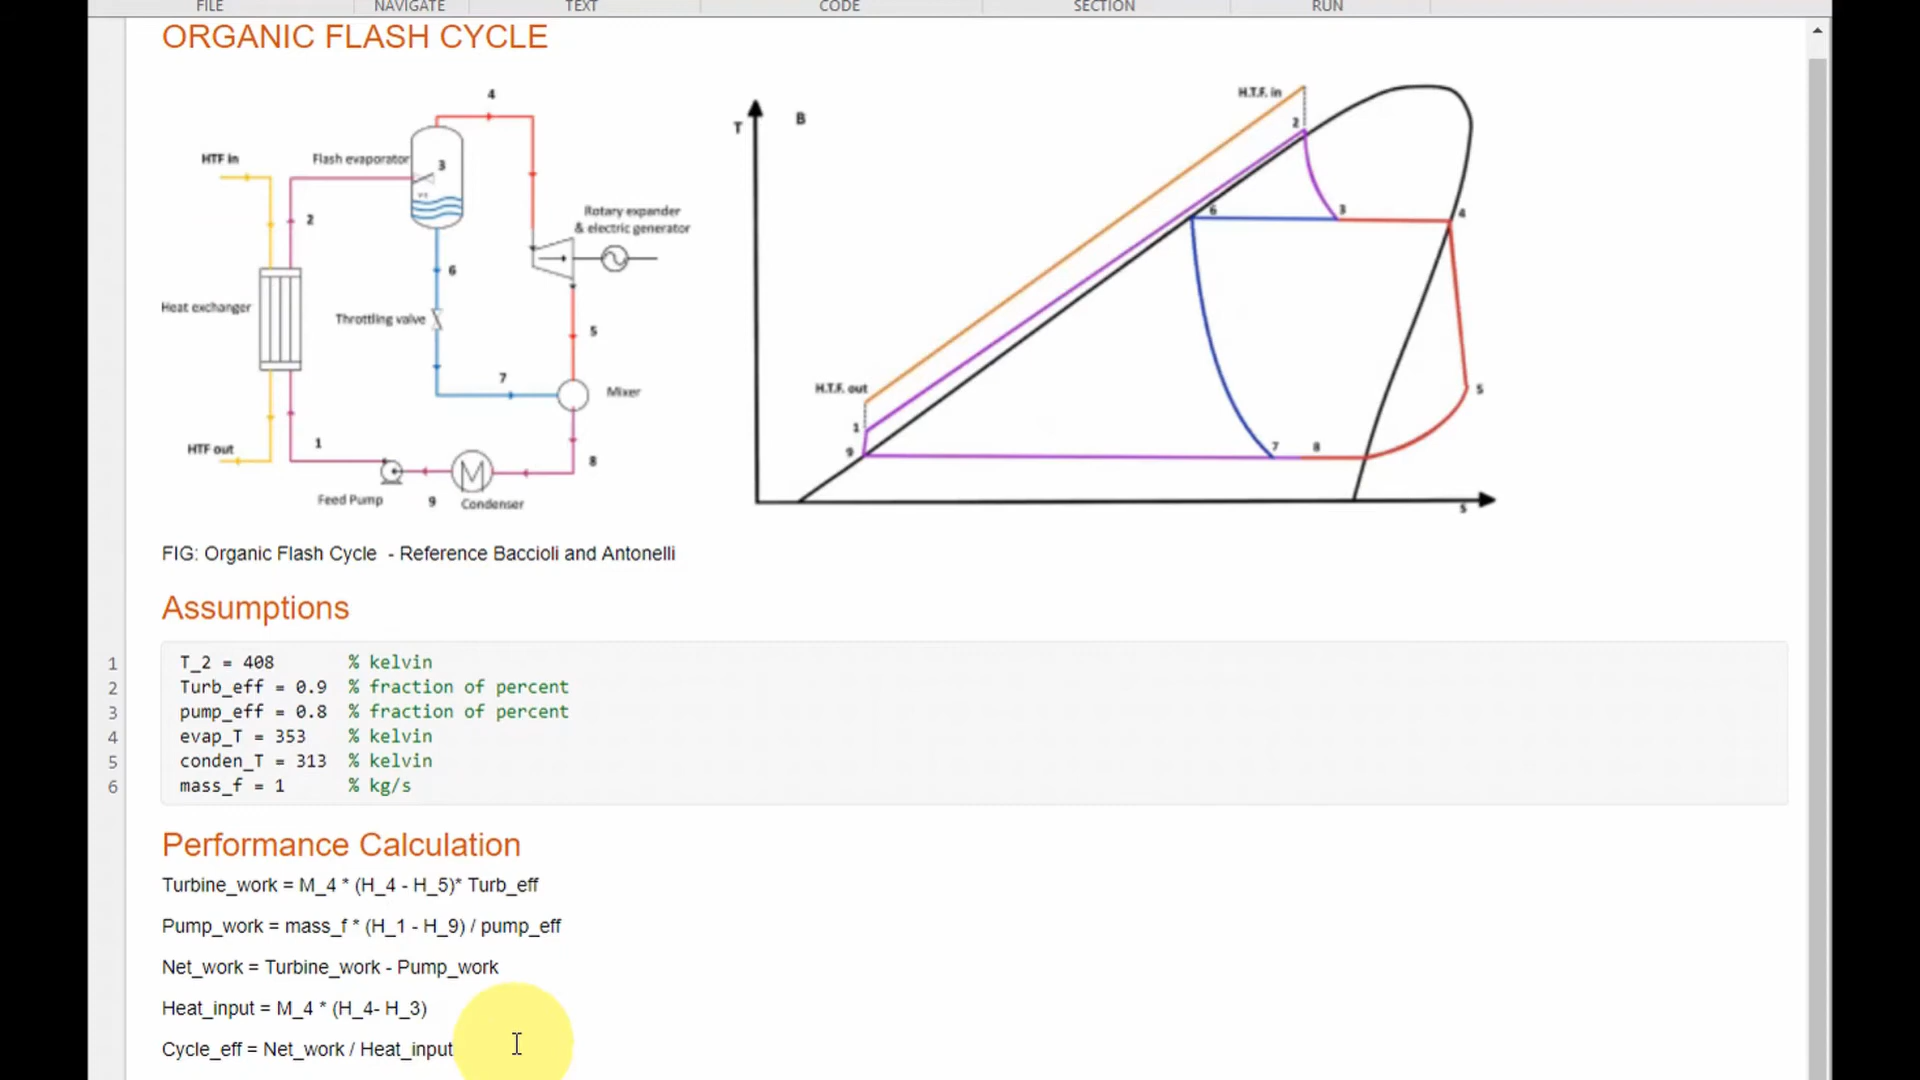 FILE NAVIGATE TEXT CODE SECTION RUN
ORGANIC FLASH CYCLE
HTF in
Flash evaporator
3
4
2
Rotary expander
& electric generator
6
Heat exchanger
Throttling valve
5
7
Mixer
HTF out
1
8
Feed Pump
9
Condenser
T
B
H.T.F. in
2
6
3
4
H.T.F. out
1
9
5
7
8
S
FIG: Organic Flash Cycle - Reference Baccioli and Antonelli
Assumptions
1 T_2 = 408 % kelvin
2 Turb_eff = 0.9 % fraction of percent
3 pump_eff = 0.8 % fraction of percent
4 evap_T = 353 % kelvin
5 conden_T = 313 % kelvin
6 mass_f = 1 % kg/s
Performance Calculation
Turbine_work = M_4 * (H_4 - H_5)* Turb_eff
Pump_work = mass_f * (H_1 - H_9) / pump_eff
Net_work = Turbine_work - Pump_work
Heat_input = M_4 * (H_4- H_3)
Cycle_eff = Net_work / Heat_input